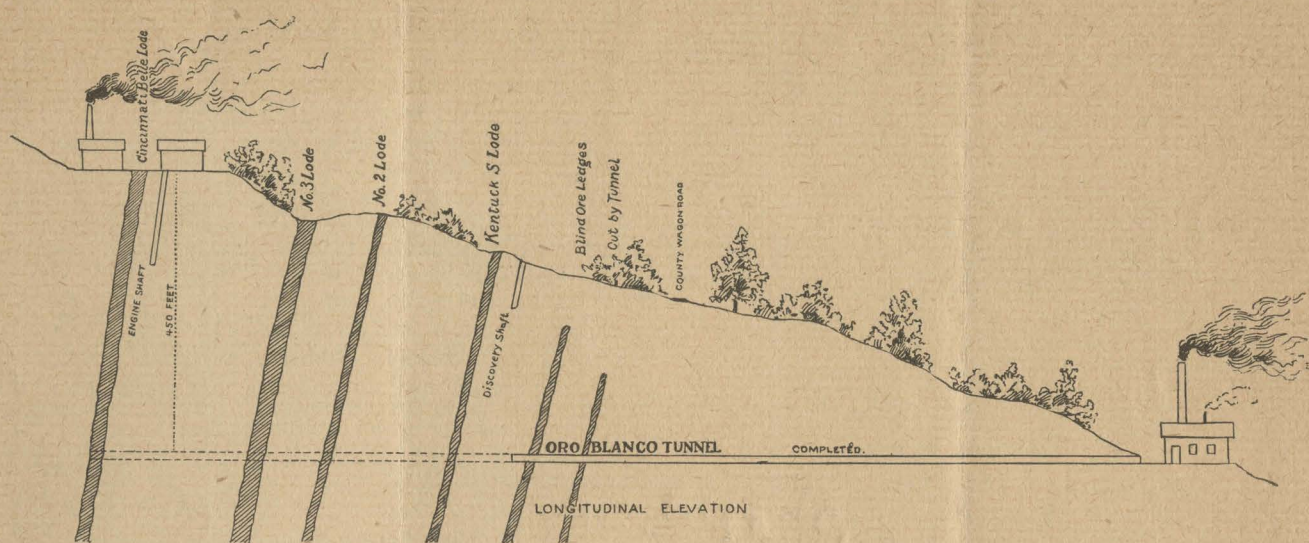 Cincinnati Belle Lode
No. 3 Lode
No. 2 Lode
Kentuck S Lode
Blind Ore Ledges
Out by Tunnel
COUNTY WAGON ROAD
ENGINE SHAFT
450 FEET
Discovery Shaft
ORO BLANCO TUNNEL
COMPLETED.
LONGITUDINAL ELEVATION